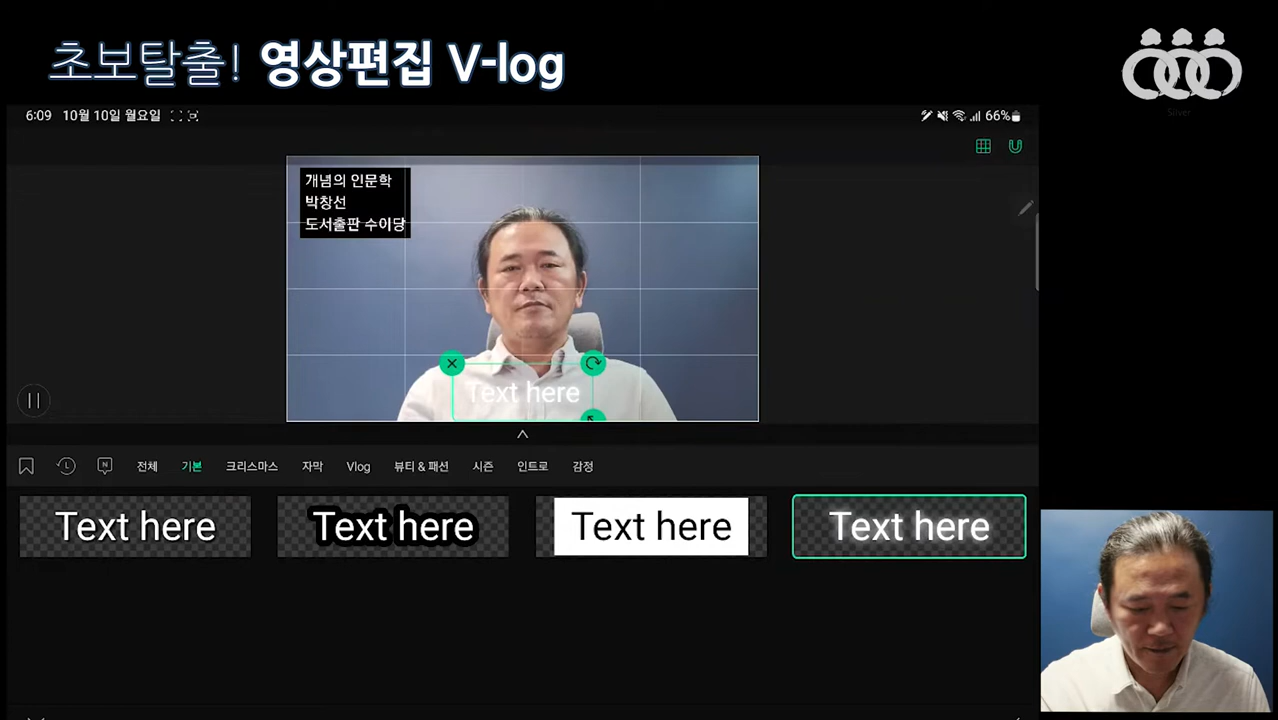 초보탈출! 영상편집 V-log
Silver
6:09 10월 10일 월요일
66%
개념의 인문학
박창선
도서출판 수이당
Text here
N 전체 기본 크리스마스 자막 Vlog 뷰티 & 패션 시즌 인트로 감정
Text here Text here Text here Text here